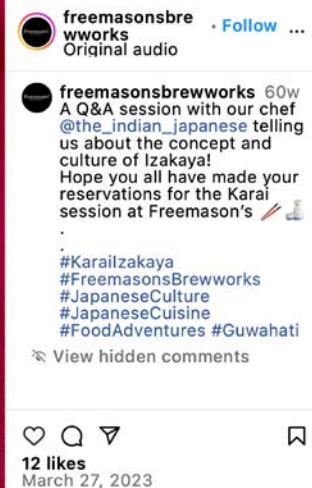 freemasonsbre
wworks • Follow ...
Original audio
freemasonsbrewworks 60w
A Q&A session with our chef
@the_indian_japanese telling
us about the concept and
culture of Izakaya!
Hope you all have made your
reservations for the Karai
session at Freemason's 🥢🍶
.
.
#KaraiIzakaya
#FreemasonsBrewworks
#JapaneseCulture
#JapaneseCuisine
#FoodAdventures #Guwahati
View hidden comments
12 likes
March 27, 2023